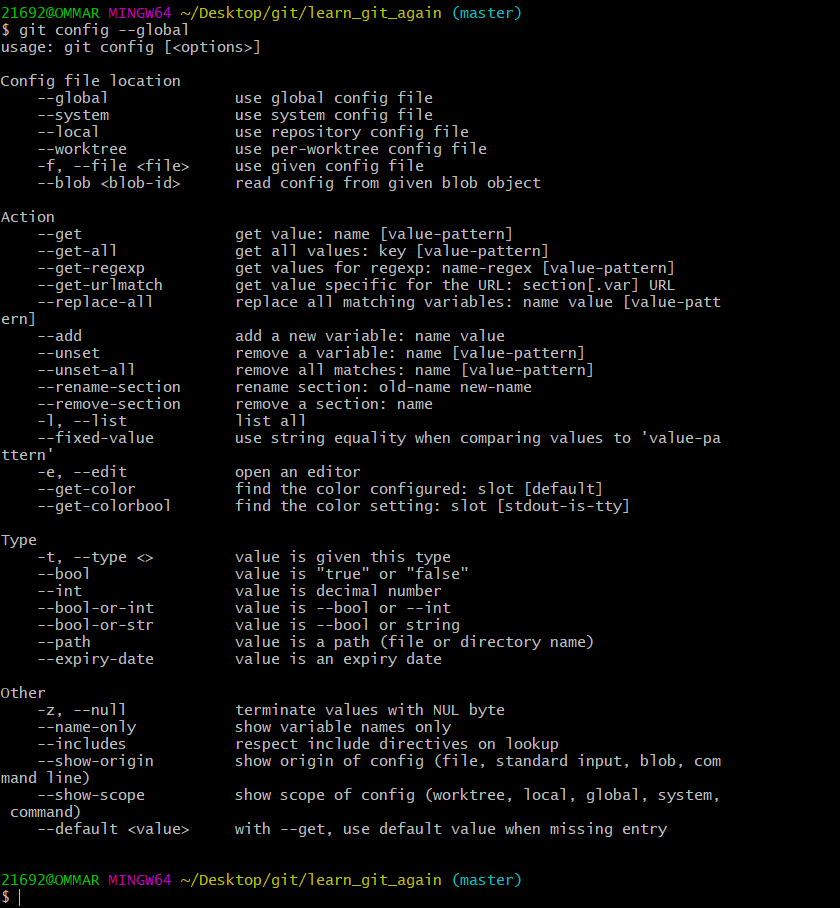 21692@OMMAR MINGW64 ~/Desktop/git/learn_git_again (master)
$ git config --global
usage: git config [<options>]

Config file location
    --global              use global config file
    --system              use system config file
    --local               use repository config file
    --worktree            use per-worktree config file
    -f, --file <file>     use given config file
    --blob <blob-id>      read config from given blob object

Action
    --get                 get value: name [value-pattern]
    --get-all             get all values: key [value-pattern]
    --get-regexp          get values for regexp: name-regex [value-pattern]
    --get-urlmatch        get value specific for the URL: section[.var] URL
    --replace-all         replace all matching variables: name value [value-patt
ern]
    --add                 add a new variable: name value
    --unset               remove a variable: name [value-pattern]
    --unset-all           remove all matches: name [value-pattern]
    --rename-section      rename section: old-name new-name
    --remove-section      remove a section: name
    -l, --list            list all
    --fixed-value         use string equality when comparing values to 'value-pa
ttern'
    -e, --edit            open an editor
    --get-color           find the color configured: slot [default]
    --get-colorbool       find the color setting: slot [stdout-is-tty]

Type
    -t, --type <>         value is given this type
    --bool                value is "true" or "false"
    --int                 value is decimal number
    --bool-or-int         value is --bool or --int
    --bool-or-str         value is --bool or string
    --path                value is a path (file or directory name)
    --expiry-date         value is an expiry date

Other
    -z, --null            terminate values with NUL byte
    --name-only           show variable names only
    --includes            respect include directives on lookup
    --show-origin         show origin of config (file, standard input, blob, com
mand line)
    --show-scope          show scope of config (worktree, local, global, system,
 command)
    --default <value>     with --get, use default value when missing entry

21692@OMMAR MINGW64 ~/Desktop/git/learn_git_again (master)
$